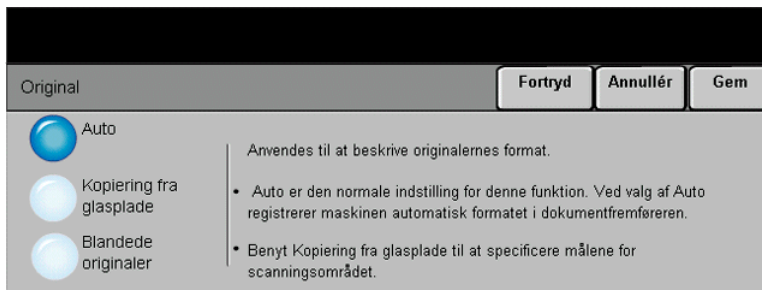 Original
Fortryd
Annullér
Gem
Auto
Kopiering fra
glasplade
Blandede
originaler
Anvendes til at beskrive originalernes format.
• Auto er den normale indstilling for denne funktion. Ved valg af Auto
registrerer maskinen automatisk formatet i dokumentfremføreren.
• Benyt Kopiering fra glasplade til at specificere målene for
scanningsområdet.